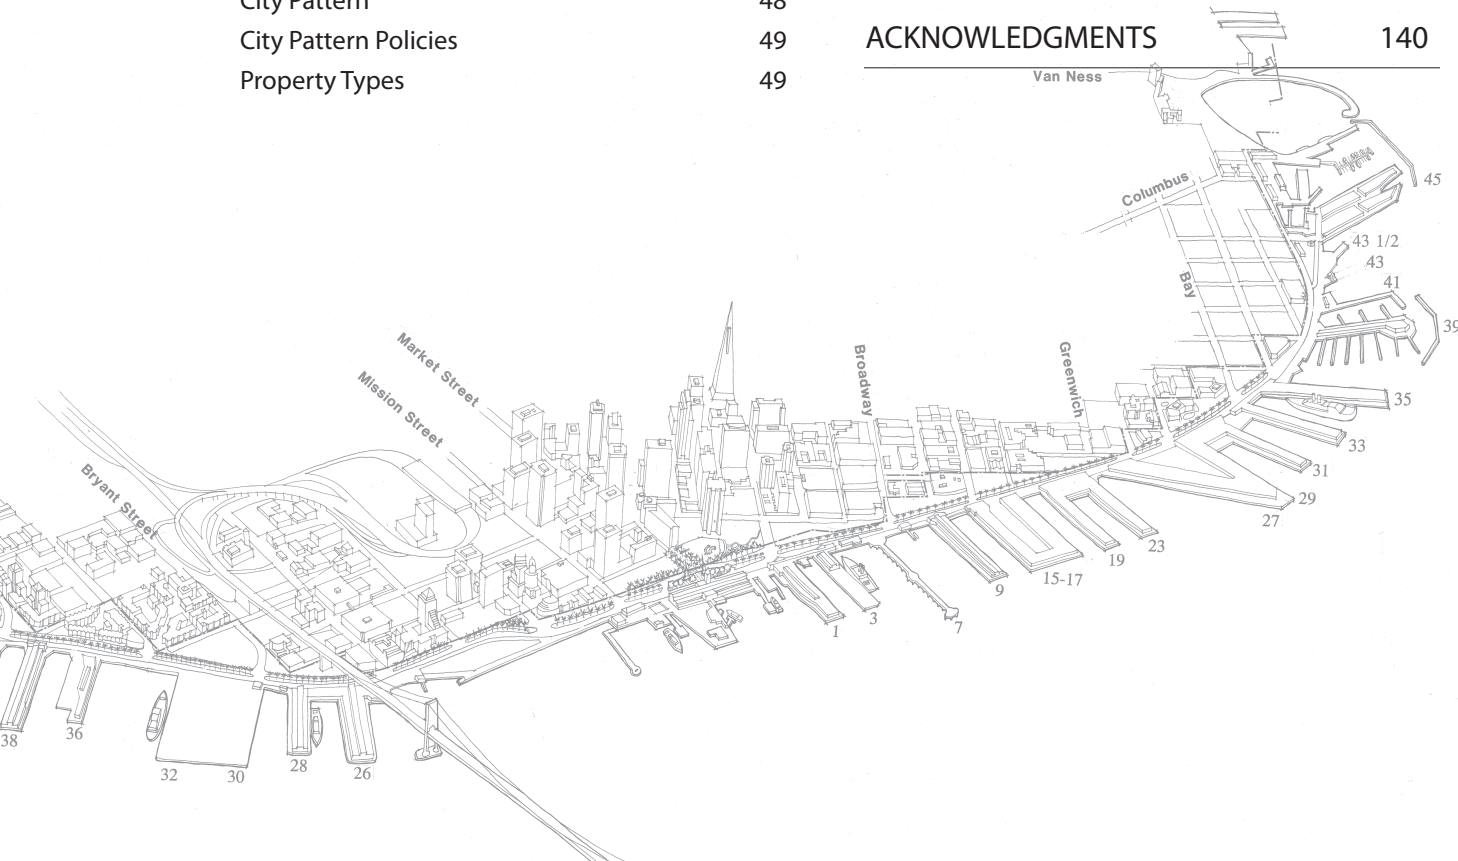 City Pattern 48
City Pattern Policies 49
Property Types 49
ACKNOWLEDGMENTS 140
Van Ness
Columbus
45
43 1/2
43
41
Bay
39
Market Street
Mission Street
Broadway
Greenwich
35
33
31
29
27
23
19
15-17
9
7
3
1
Bryant Street
38
36
32
30
28
26